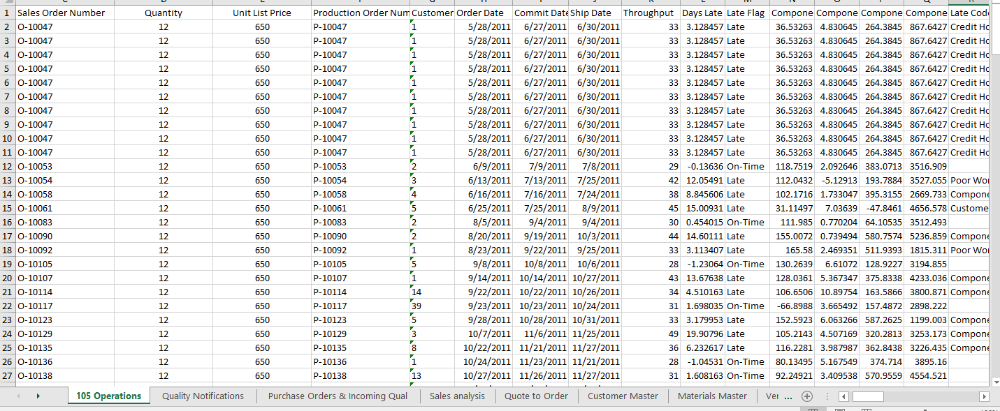 1 Sales Order Number Quantity Unit List Price Production Order Num Customer Order Date Commit Date Ship Date Throughput Days Late Late Flag Compone Compone Compone Compone Late Cod
2 O-10047 12 650 P-10047 1 5/28/2011 6/27/2011 6/30/2011 33 3.128457 Late 36.53263 4.830645 264.3845 867.6427 Credit Ho
3 O-10047 12 650 P-10047 1 5/28/2011 6/27/2011 6/30/2011 33 3.128457 Late 36.53263 4.830645 264.3845 867.6427 Credit Ho
4 O-10047 12 650 P-10047 1 5/28/2011 6/27/2011 6/30/2011 33 3.128457 Late 36.53263 4.830645 264.3845 867.6427 Credit Ho
5 O-10047 12 650 P-10047 1 5/28/2011 6/27/2011 6/30/2011 33 3.128457 Late 36.53263 4.830645 264.3845 867.6427 Credit Ho
6 O-10047 12 650 P-10047 1 5/28/2011 6/27/2011 6/30/2011 33 3.128457 Late 36.53263 4.830645 264.3845 867.6427 Credit Ho
7 O-10047 12 650 P-10047 1 5/28/2011 6/27/2011 6/30/2011 33 3.128457 Late 36.53263 4.830645 264.3845 867.6427 Credit Ho
8 O-10047 12 650 P-10047 1 5/28/2011 6/27/2011 6/30/2011 33 3.128457 Late 36.53263 4.830645 264.3845 867.6427 Credit Ho
9 O-10047 12 650 P-10047 1 5/28/2011 6/27/2011 6/30/2011 33 3.128457 Late 36.53263 4.830645 264.3845 867.6427 Credit Ho
10 O-10047 12 650 P-10047 1 5/28/2011 6/27/2011 6/30/2011 33 3.128457 Late 36.53263 4.830645 264.3845 867.6427 Credit Ho
11 O-10047 12 650 P-10047 1 5/28/2011 6/27/2011 6/30/2011 33 3.128457 Late 36.53263 4.830645 264.3845 867.6427 Credit Ho
12 O-10053 12 650 P-10053 2 6/9/2011 7/9/2011 7/8/2011 29 -0.13636 On-Time 118.7519 2.092646 383.0713 3516.909
13 O-10054 12 650 P-10054 3 6/13/2011 7/13/2011 7/25/2011 42 12.05491 Late 112.0432 -5.12913 193.7884 3527.055 Poor Wor
14 O-10058 12 650 P-10058 4 6/16/2011 7/16/2011 7/24/2011 38 8.845606 Late 102.1716 1.733047 395.3155 2669.733 Compone
15 O-10061 12 650 P-10061 5 6/25/2011 7/25/2011 8/9/2011 45 15.00931 Late 31.11497 7.03639 -47.8461 4656.578 Custome
16 O-10083 12 650 P-10083 2 8/5/2011 9/4/2011 9/4/2011 30 0.454015 On-Time 111.985 0.770204 64.10535 3512.493
17 O-10090 12 650 P-10090 2 8/20/2011 9/19/2011 10/3/2011 44 14.60111 Late 155.0072 0.739494 580.7574 5236.859 Compone
18 O-10092 12 650 P-10092 1 8/23/2011 9/22/2011 9/25/2011 33 3.113407 Late 165.58 2.469351 511.9393 1815.311 Poor Wor
19 O-10105 12 650 P-10105 5 9/8/2011 10/8/2011 10/6/2011 28 -1.23064 On-Time 130.2639 6.61072 128.9227 3194.855
20 O-10107 12 650 P-10107 1 9/14/2011 10/14/2011 10/27/2011 43 13.67638 Late 128.0361 5.367347 375.8338 4233.036 Compone
21 O-10114 12 650 P-10114 14 9/22/2011 10/22/2011 10/26/2011 34 4.510163 Late 106.6506 10.89754 163.5866 3800.871 Compone
22 O-10117 12 650 P-10117 39 9/23/2011 10/23/2011 10/24/2011 31 1.698035 On-Time -66.8988 3.665492 157.4872 2898.222
23 O-10123 12 650 P-10123 5 9/28/2011 10/28/2011 10/31/2011 33 3.179953 Late 152.5923 6.063266 587.2625 1199.003 Compone
24 O-10129 12 650 P-10129 3 10/7/2011 11/6/2011 11/25/2011 49 19.90796 Late 105.2143 4.507169 320.2813 3253.173 Compone
25 O-10135 12 650 P-10135 8 10/22/2011 11/21/2011 11/27/2011 36 6.232617 Late 116.2281 3.987987 362.8438 3226.435 Compone
26 O-10136 12 650 P-10136 1 10/24/2011 11/23/2011 11/21/2011 28 -1.04531 On-Time 80.13495 5.167549 374.714 3895.16
27 O-10138 12 650 P-10138 13 10/27/2011 11/26/2011 11/27/2011 31 1.608163 On-Time 92.24921 3.409538 570.9559 4554.521
105 Operations Quality Notifications Purchase Orders & Incoming Qual Sales analysis Quote to Order Customer Master Materials Master Ver ...